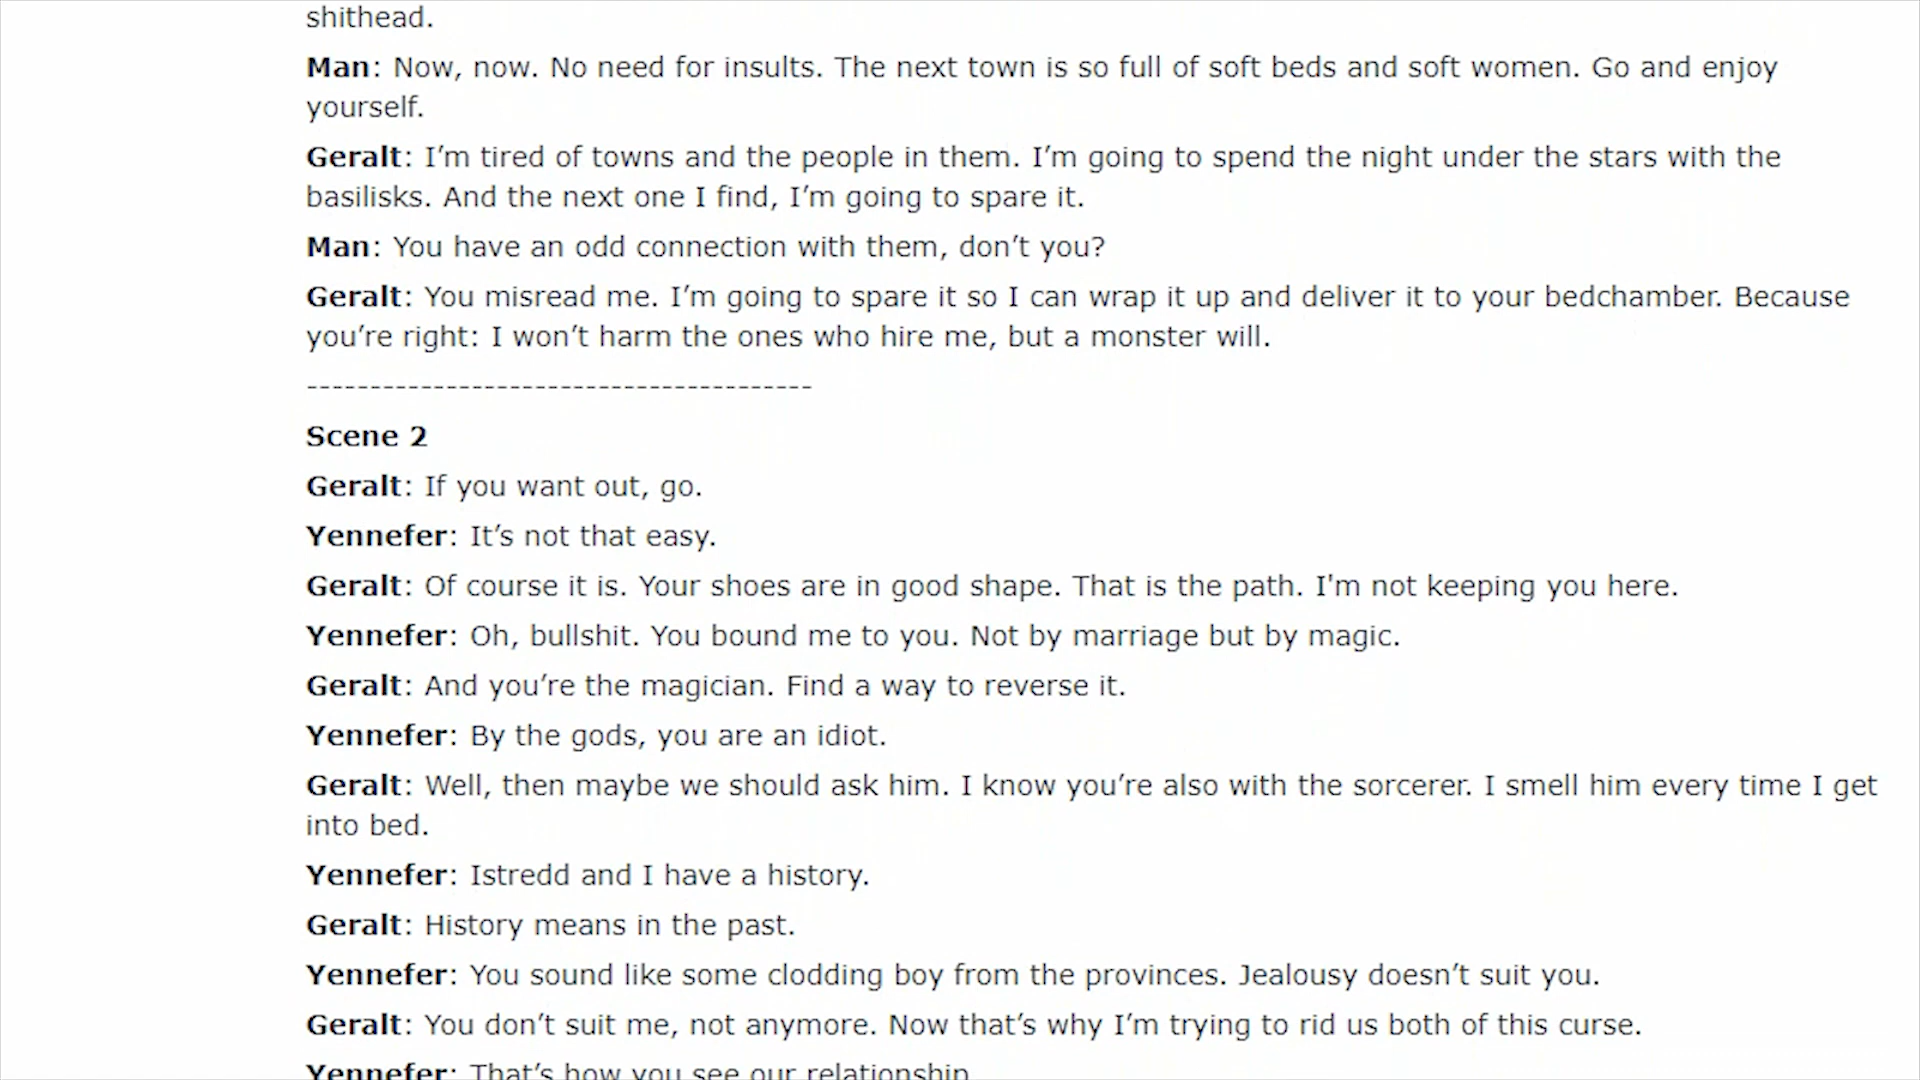 shithead.
Man: Now, now. No need for insults. The next town is so full of soft beds and soft women. Go and enjoy
yourself.
Geralt: I’m tired of towns and the people in them. I’m going to spend the night under the stars with the
basilisks. And the next one I find, I’m going to spare it.
Man: You have an odd connection with them, don’t you?
Geralt: You misread me. I’m going to spare it so I can wrap it up and deliver it to your bedchamber. Because
you’re right: I won’t harm the ones who hire me, but a monster will.
----------------------------------------
Scene 2
Geralt: If you want out, go.
Yennefer: It’s not that easy.
Geralt: Of course it is. Your shoes are in good shape. That is the path. I'm not keeping you here.
Yennefer: Oh, bullshit. You bound me to you. Not by marriage but by magic.
Geralt: And you’re the magician. Find a way to reverse it.
Yennefer: By the gods, you are an idiot.
Geralt: Well, then maybe we should ask him. I know you’re also with the sorcerer. I smell him every time I get
into bed.
Yennefer: Istredd and I have a history.
Geralt: History means in the past.
Yennefer: You sound like some clodding boy from the provinces. Jealousy doesn’t suit you.
Geralt: You don’t suit me, not anymore. Now that’s why I’m trying to rid us both of this curse.
Yennefer: That’s how you see our relationship